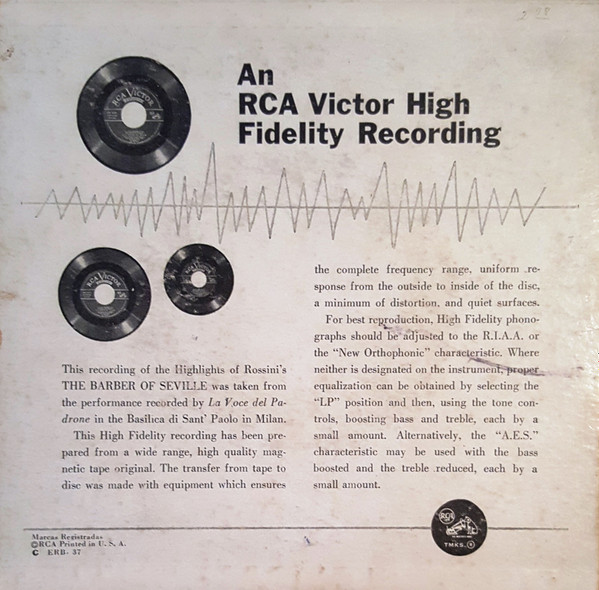 2 98
An
RCA Victor High
Fidelity Recording
RCA VICTOR
RCA VICTOR
RCA VICTOR
This recording of the Highlights of Rossini's
THE BARBER OF SEVILLE was taken from
the performance recorded by La Voce del Pa-
drone in the Basilica di Sant' Paolo in Milan.
This High Fidelity recording has been pre-
pared from a wide range, high quality mag-
netic tape original. The transfer from tape to
disc was made with equipment which ensures
the complete frequency range, uniform re-
sponse from the outside to inside of the disc,
a minimum of distortion, and quiet surfaces.
For best reproduction, High Fidelity phono-
graphs should be adjusted to the R.I.A.A. or
the “New Orthophonic” characteristic. Where
neither is designated on the instrument, proper
equalization can be obtained by selecting the
“LP” position and then, using the tone con-
trols, boosting bass and treble, each by a
small amount. Alternatively, the “A.E.S.”
characteristic may be used with the bass
boosted and the treble reduced, each by a
small amount.
RCA
TMKS. ®
Marcas Registradas
©RCA Printed in U. S. A.
C ERB- 37